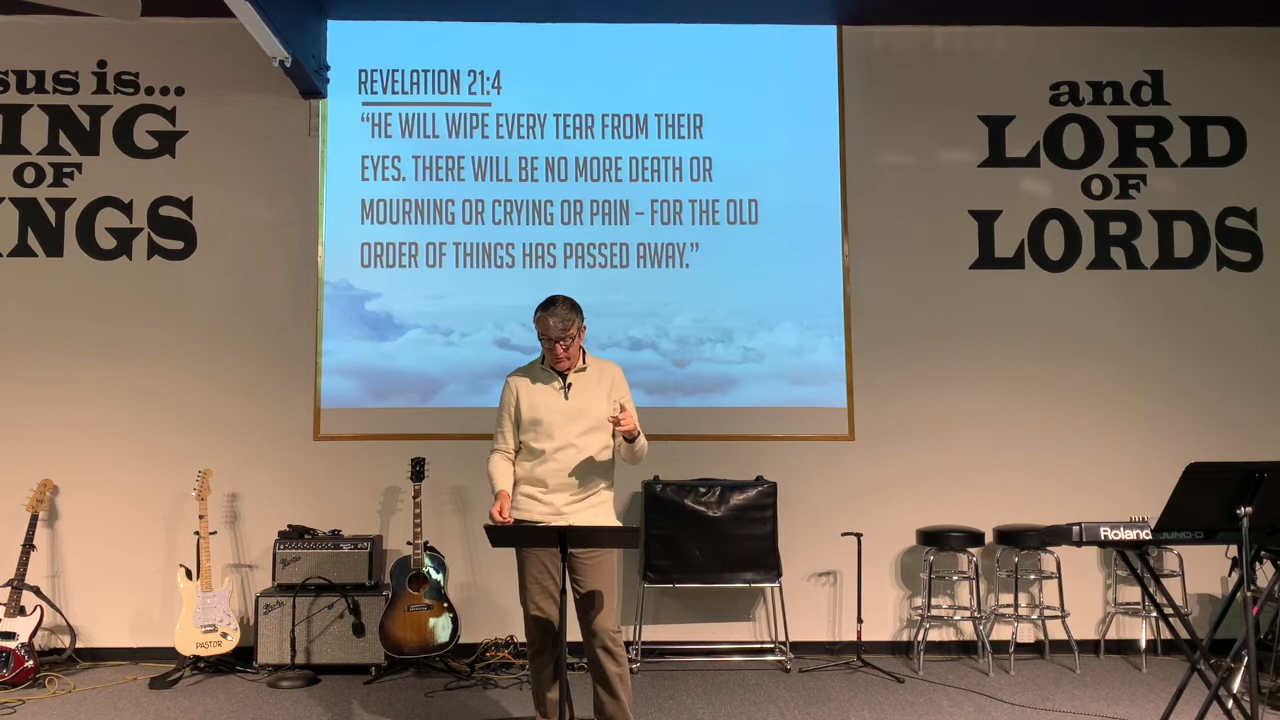 sus is...
ING
OF
INGS
REVELATION 21:4
“HE WILL WIPE EVERY TEAR FROM THEIR
EYES. THERE WILL BE NO MORE DEATH OR
MOURNING OR CRYING OR PAIN – FOR THE OLD
ORDER OF THINGS HAS PASSED AWAY.”
and
LORD
OF
LORDS
PASTOR
Roland JUNO-D